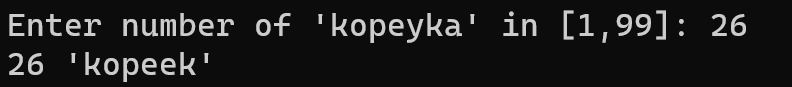 Enter number of 'kopeyka' in [1,99]: 26
26 'kopeek'